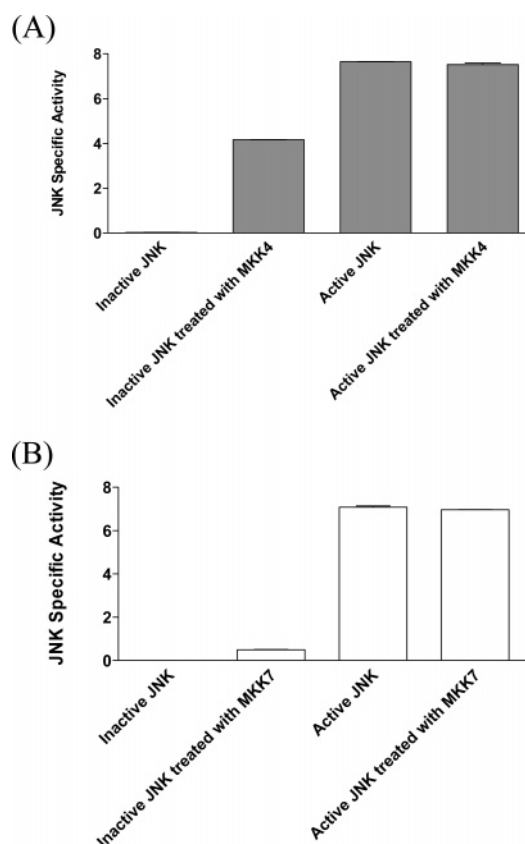 (A)
JNK Specific Activity
8
6
4
2
0
Inactive JNK
Inactive JNK treated with MKK4
Active JNK
Active JNK treated with MKK4
(B)
JNK Specific Activity
8
6
4
2
0
Inactive JNK
Inactive JNK treated with MKK7
Active JNK
Active JNK treated with MKK7